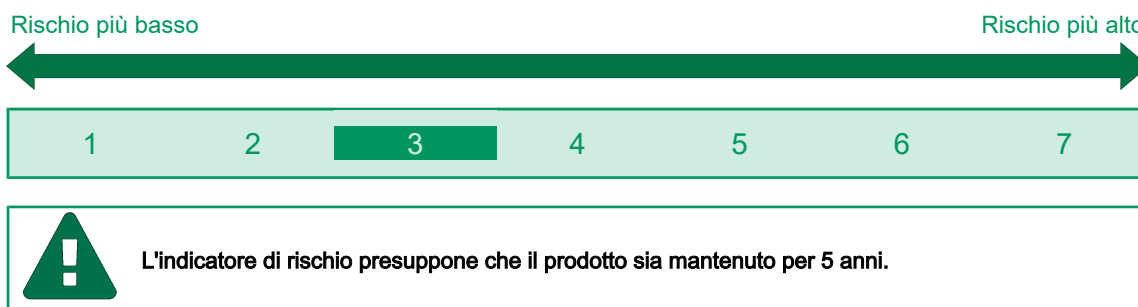 Rischio più basso Rischio più alto
1 2 3 4 5 6 7
L'indicatore di rischio presuppone che il prodotto sia mantenuto per 5 anni.